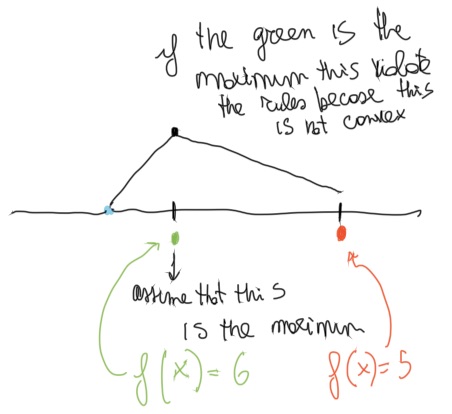 if the green is the
maximum this violate
the rules becose this
is not convex
assume that this
is the maximum
f(x)=6
f(x)=5